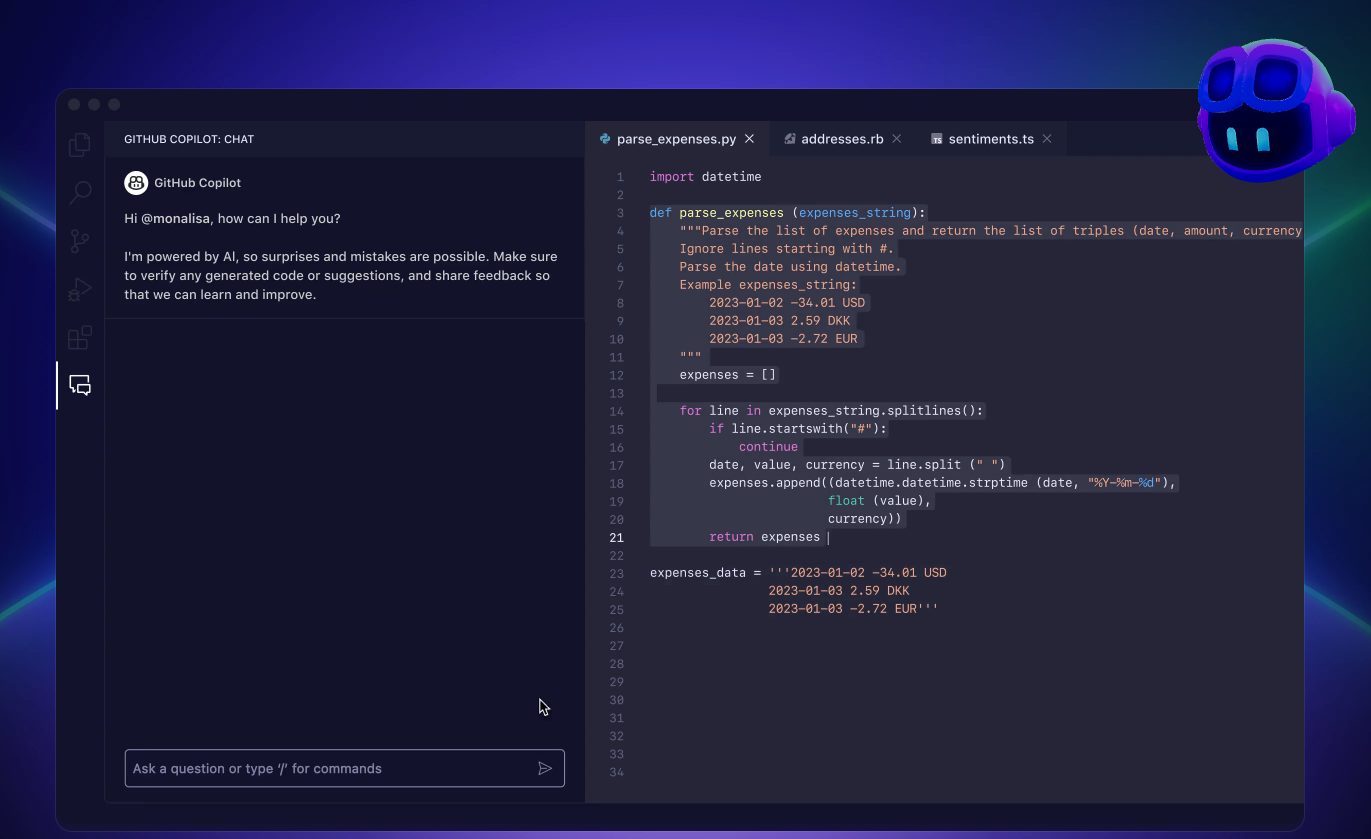 GITHUB COPILOT: CHAT
GitHub Copilot
Hi @monalisa, how can I help you?
I'm powered by AI, so surprises and mistakes are possible. Make sure
to verify any generated code or suggestions, and share feedback so
that we can learn and improve.
Ask a question or type '/' for commands
parse_expenses.py addresses.rb TS sentiments.ts
1 import datetime
2
3 def parse_expenses (expenses_string):
4 """Parse the list of expenses and return the list of triples (date, amount, currency
5 Ignore lines starting with #.
6 Parse the date using datetime.
7 Example expenses_string:
8 2023-01-02 -34.01 USD
9 2023-01-03 2.59 DKK
10 2023-01-03 -2.72 EUR
11 """
12 expenses = []
13
14 for line in expenses_string.splitlines():
15 if line.startswith("#"):
16 continue
17 date, value, currency = line.split (" ")
18 expenses.append((datetime.datetime.strptime (date, "%Y-%m-%d"),
19 float (value),
20 currency))
21 return expenses
22
23 expenses_data = '''2023-01-02 -34.01 USD
24 2023-01-03 2.59 DKK
25 2023-01-03 -2.72 EUR'''
26
27
28
29
30
31
32
33
34